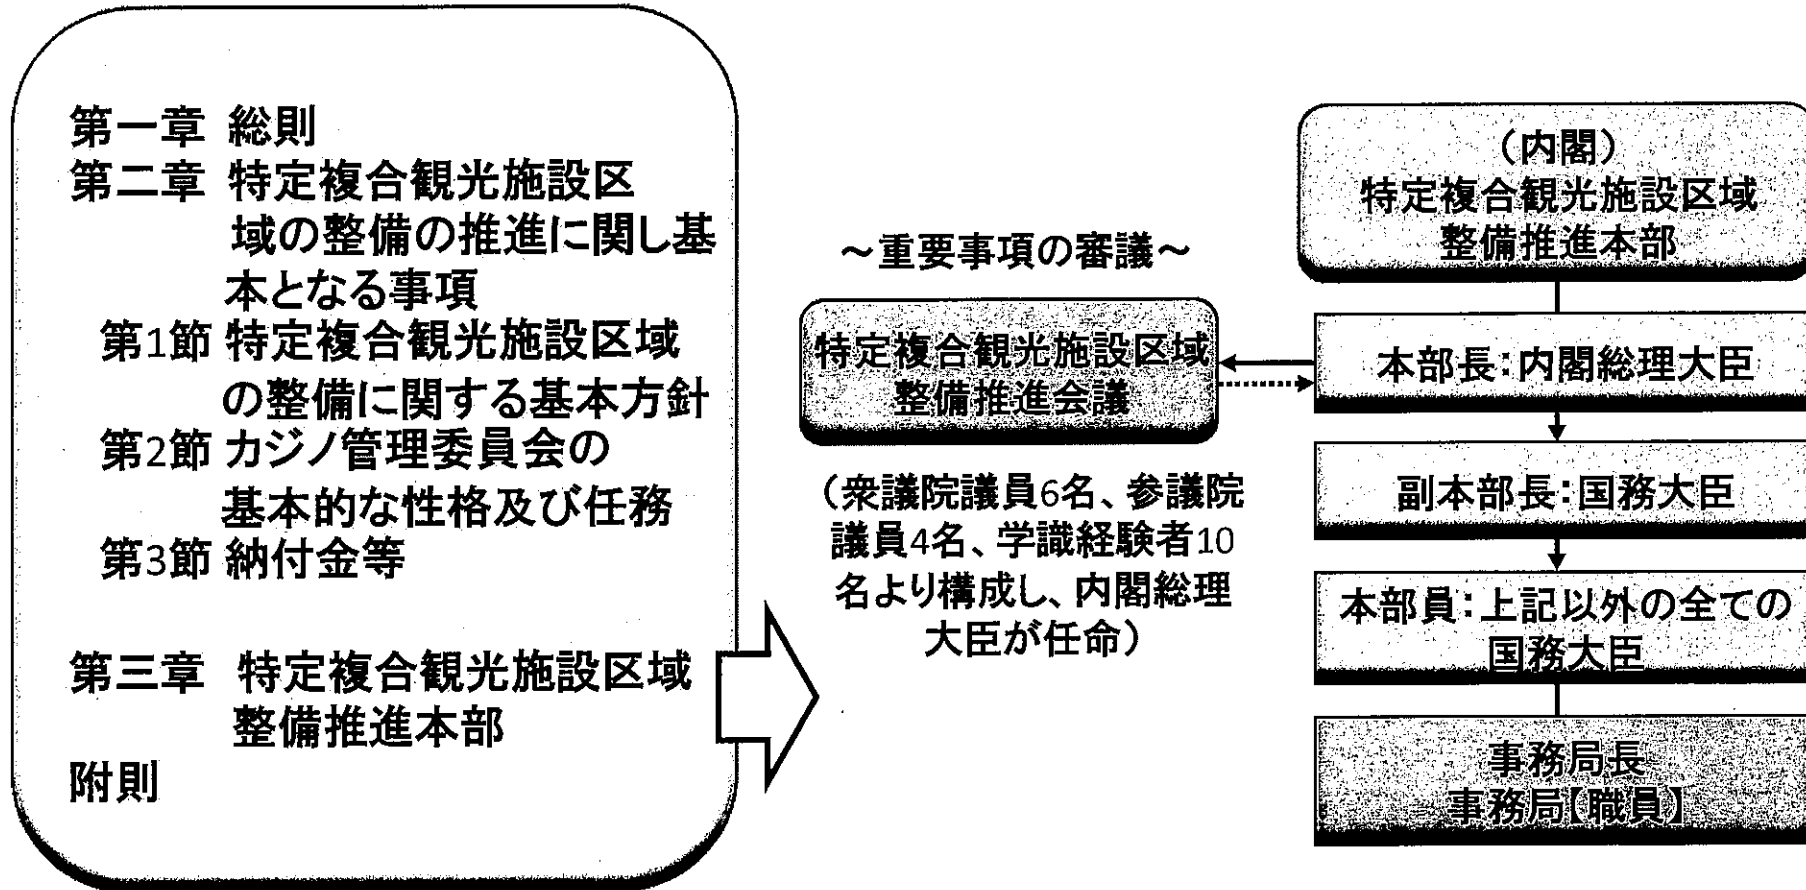 第一章 総則
第二章 特定複合観光施設区
域の整備の推進に関し基
本となる事項
第1節 特定複合観光施設区域
の整備に関する基本方針
第2節 カジノ管理委員会の
基本的な性格及び任務
第3節 納付金等
第三章 特定複合観光施設区域
整備推進本部
附則
～重要事項の審議～
特定複合観光施設区域
整備推進会議
（衆議院議員6名、参議院
議員4名、学識経験者10
名より構成し、内閣総理
大臣が任命）
（内閣）
特定複合観光施設区域
整備推進本部
本部長：内閣総理大臣
副本部長：国務大臣
本部員：上記以外の全ての
国務大臣
事務局長
事務局【職員】